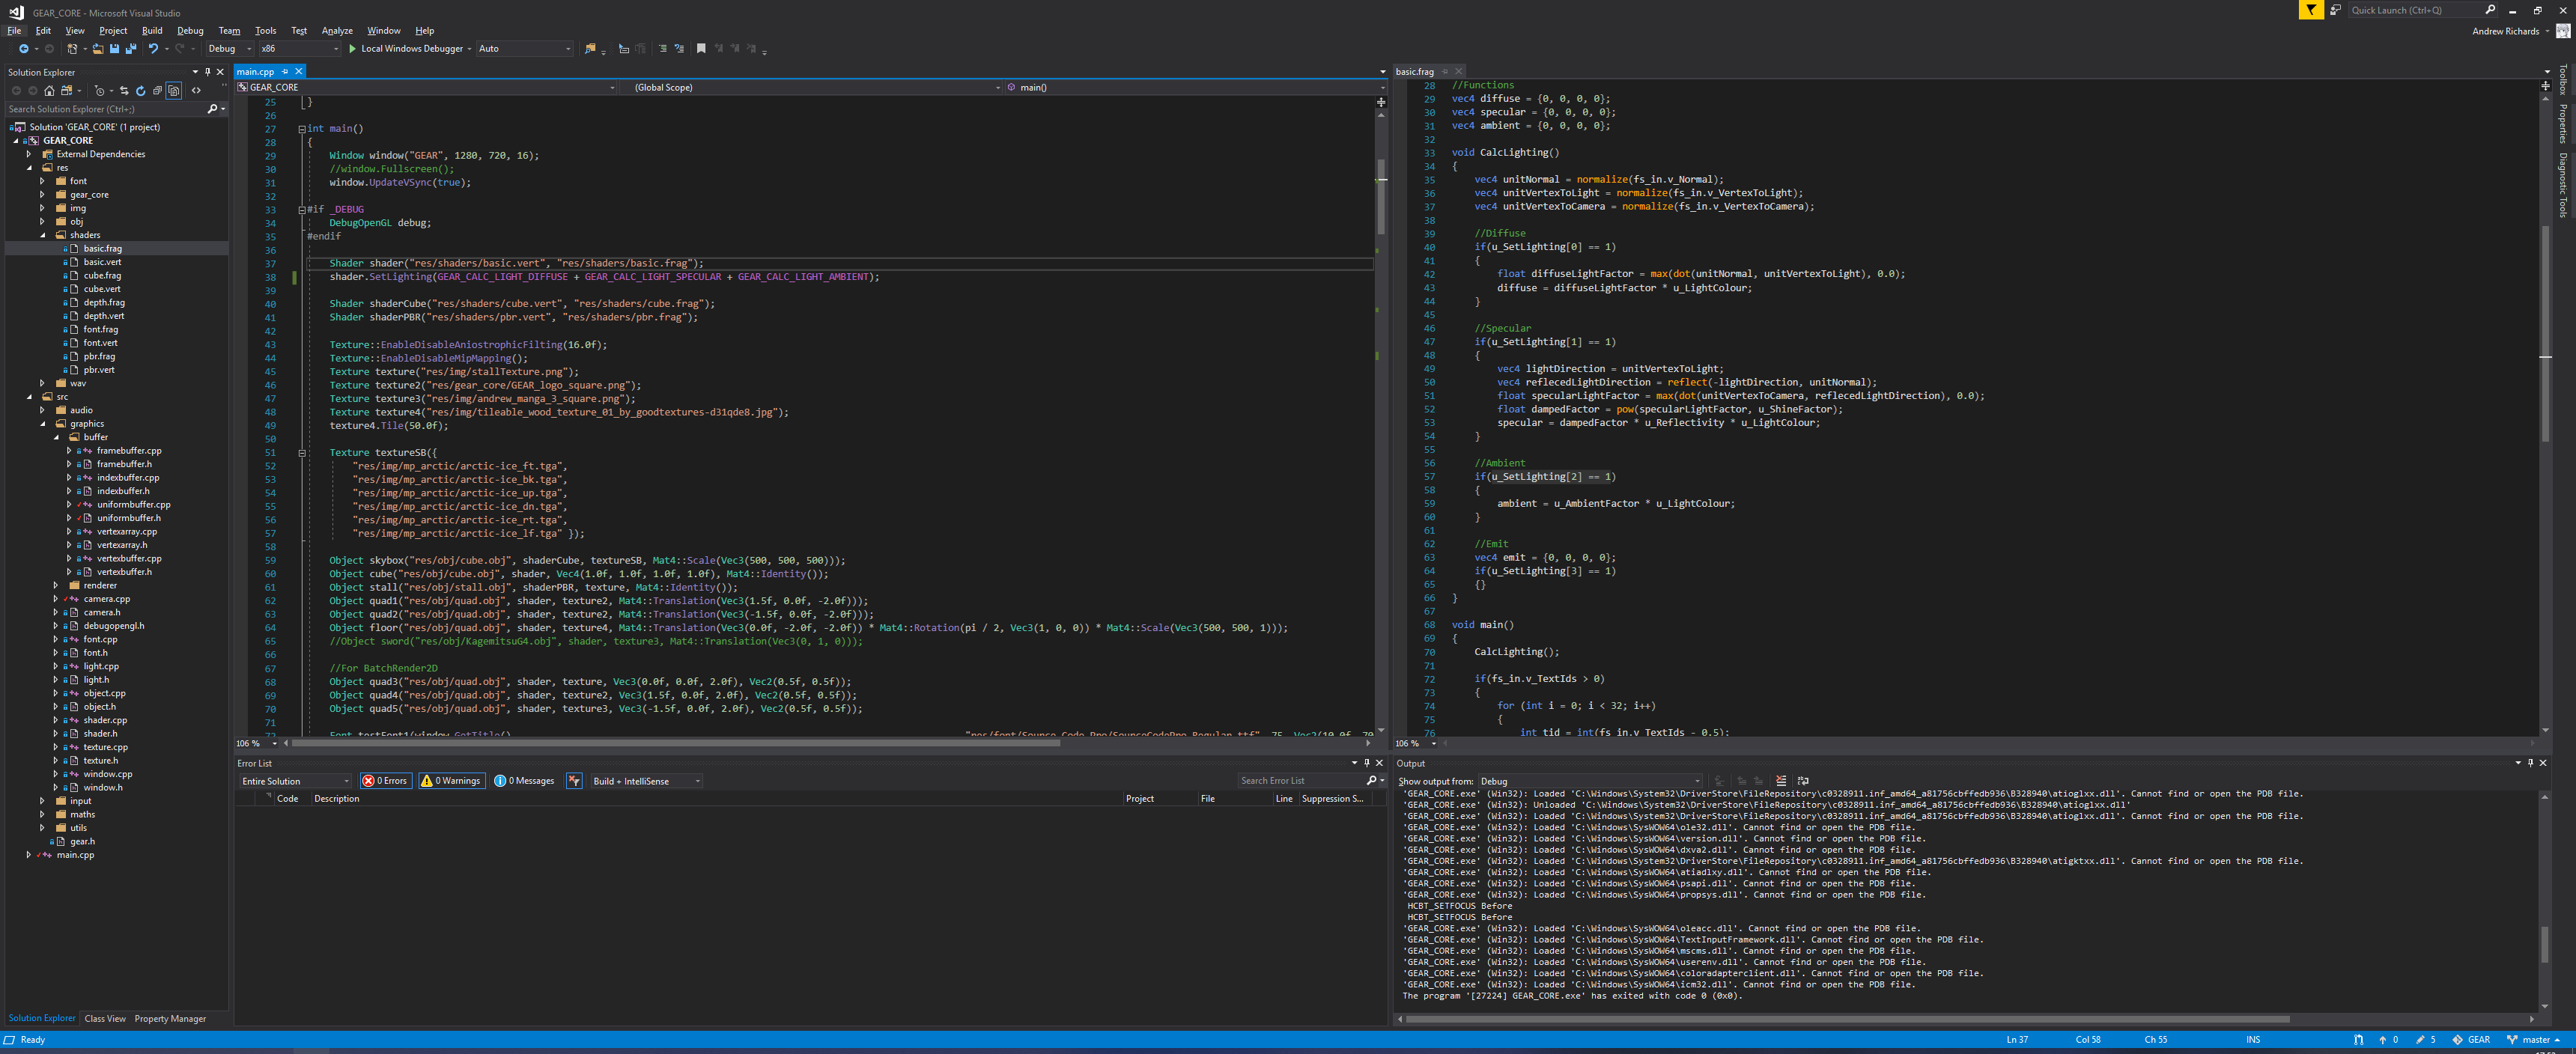 GEAR_CORE - Microsoft Visual Studio
Quick Launch (Ctrl+Q)
File Edit View Project Build Debug Team Tools Test Analyze Window Help
Andrew Richards
Debug x86 Local Windows Debugger Auto
Solution Explorer
Search Solution Explorer (Ctrl+;)
Solution 'GEAR_CORE' (1 project)
GEAR_CORE
External Dependencies
res
font
gear_core
img
obj
shaders
basic.frag
basic.vert
cube.frag
cube.vert
depth.frag
depth.vert
font.frag
font.vert
pbr.frag
pbr.vert
wav
src
audio
graphics
buffer
framebuffer.cpp
framebuffer.h
indexbuffer.cpp
indexbuffer.h
uniformbuffer.cpp
uniformbuffer.h
vertexarray.cpp
vertexarray.h
vertexbuffer.cpp
vertexbuffer.h
renderer
camera.cpp
camera.h
debugopengl.h
font.cpp
font.h
light.cpp
light.h
object.cpp
object.h
shader.cpp
shader.h
texture.cpp
texture.h
window.cpp
window.h
input
maths
utils
gear.h
main.cpp
Solution Explorer Class View Property Manager
main.cpp
GEAR_CORE (Global Scope) main()
25 }
26
27 int main()
28 {
29 Window window("GEAR", 1280, 720, 16);
30 //window.Fullscreen();
31 window.UpdateVSync(true);
32
33 #if _DEBUG
34 DebugOpenGL debug;
35 #endif
36
37 Shader shader("res/shaders/basic.vert", "res/shaders/basic.frag");
38 shader.SetLighting(GEAR_CALC_LIGHT_DIFFUSE + GEAR_CALC_LIGHT_SPECULAR + GEAR_CALC_LIGHT_AMBIENT);
39
40 Shader shaderCube("res/shaders/cube.vert", "res/shaders/cube.frag");
41 Shader shaderPBR("res/shaders/pbr.vert", "res/shaders/pbr.frag");
42
43 Texture::EnableDisableAniostrophicFilting(16.0f);
44 Texture::EnableDisableMipMapping();
45 Texture texture("res/img/stallTexture.png");
46 Texture texture2("res/gear_core/GEAR_logo_square.png");
47 Texture texture3("res/img/andrew_manga_3_square.png");
48 Texture texture4("res/img/tileable_wood_texture_01_by_goodtextures-d31qde8.jpg");
49 texture4.Tile(50.0f);
50
51 Texture textureSB({
52 "res/img/mp_arctic/arctic-ice_ft.tga",
53 "res/img/mp_arctic/arctic-ice_bk.tga",
54 "res/img/mp_arctic/arctic-ice_up.tga",
55 "res/img/mp_arctic/arctic-ice_dn.tga",
56 "res/img/mp_arctic/arctic-ice_rt.tga",
57 "res/img/mp_arctic/arctic-ice_lf.tga" });
58
59 Object skybox("res/obj/cube.obj", shaderCube, textureSB, Mat4::Scale(Vec3(500, 500, 500)));
60 Object cube("res/obj/cube.obj", shader, Vec4(1.0f, 1.0f, 1.0f, 1.0f), Mat4::Identity());
61 Object stall("res/obj/stall.obj", shaderPBR, texture, Mat4::Identity());
62 Object quad1("res/obj/quad.obj", shader, texture2, Mat4::Translation(Vec3(1.5f, 0.0f, -2.0f)));
63 Object quad2("res/obj/quad.obj", shader, texture2, Mat4::Translation(Vec3(-1.5f, 0.0f, -2.0f)));
64 Object floor("res/obj/quad.obj", shader, texture4, Mat4::Translation(Vec3(0.0f, -2.0f, -2.0f)) * Mat4::Rotation(pi / 2, Vec3(1, 0, 0)) * Mat4::Scale(Vec3(500, 500, 1)));
65 //Object sword("res/obj/KagemitsuG4.obj", shader, texture3, Mat4::Translation(Vec3(0, 1, 0)));
66
67 //For BatchRender2D
68 Object quad3("res/obj/quad.obj", shader, texture, Vec3(0.0f, 0.0f, 2.0f), Vec2(0.5f, 0.5f));
69 Object quad4("res/obj/quad.obj", shader, texture2, Vec3(1.5f, 0.0f, 2.0f), Vec2(0.5f, 0.5f));
70 Object quad5("res/obj/quad.obj", shader, texture3, Vec3(-1.5f, 0.0f, 2.0f), Vec2(0.5f, 0.5f));
71
72 Font testFont1(window.GetTitle() "res/font/Source_Code_Pro/SourceCodePro-Regular.ttf", 75, Vec2(10.0f, 70
106 %
basic.frag
28 //Functions
29 vec4 diffuse = {0, 0, 0, 0};
30 vec4 specular = {0, 0, 0, 0};
31 vec4 ambient = {0, 0, 0, 0};
32
33 void CalcLighting()
34 {
35 vec4 unitNormal = normalize(fs_in.v_Normal);
36 vec4 unitVertexToLight = normalize(fs_in.v_VertexToLight);
37 vec4 unitVertexToCamera = normalize(fs_in.v_VertexToCamera);
38
39 //Diffuse
40 if(u_SetLighting[0] == 1)
41 {
42 float diffuseLightFactor = max(dot(unitNormal, unitVertexToLight), 0.0);
43 diffuse = diffuseLightFactor * u_LightColour;
44 }
45
46 //Specular
47 if(u_SetLighting[1] == 1)
48 {
49 vec4 lightDirection = unitVertexToLight;
50 vec4 reflecedLightDirection = reflect(-lightDirection, unitNormal);
51 float specularLightFactor = max(dot(unitVertexToCamera, reflecedLightDirection), 0.0);
52 float dampedFactor = pow(specularLightFactor, u_ShineFactor);
53 specular = dampedFactor * u_Reflectivity * u_LightColour;
54 }
55
56 //Ambient
57 if(u_SetLighting[2] == 1)
58 {
59 ambient = u_AmbientFactor * u_LightColour;
60 }
61
62 //Emit
63 vec4 emit = {0, 0, 0, 0};
64 if(u_SetLighting[3] == 1)
65 {}
66 }
67
68 void main()
69 {
70 CalcLighting();
71
72 if(fs_in.v_TextIds > 0)
73 {
74 for (int i = 0; i < 32; i++)
75 {
76 int tid = int(fs_in.v_TextIds - 0.5);
106 %
Toolbox
Properties
Diagnostic Tools
Error List
Entire Solution 0 Errors 0 Warnings 0 Messages Build + IntelliSense Search Error List
Code Description Project File Line Suppression S...
Output
Show output from: Debug
'GEAR_CORE.exe' (Win32): Loaded 'C:\Windows\System32\DriverStore\FileRepository\c0328911.inf_amd64_a81756cbffedb936\B328940\atioglxx.dll'. Cannot find or open the PDB file.
'GEAR_CORE.exe' (Win32): Unloaded 'C:\Windows\System32\DriverStore\FileRepository\c0328911.inf_amd64_a81756cbffedb936\B328940\atioglxx.dll'
'GEAR_CORE.exe' (Win32): Loaded 'C:\Windows\System32\DriverStore\FileRepository\c0328911.inf_amd64_a81756cbffedb936\B328940\atioglxx.dll'. Cannot find or open the PDB file.
'GEAR_CORE.exe' (Win32): Loaded 'C:\Windows\SysWOW64\ole32.dll'. Cannot find or open the PDB file.
'GEAR_CORE.exe' (Win32): Loaded 'C:\Windows\SysWOW64\version.dll'. Cannot find or open the PDB file.
'GEAR_CORE.exe' (Win32): Loaded 'C:\Windows\SysWOW64\dxva2.dll'. Cannot find or open the PDB file.
'GEAR_CORE.exe' (Win32): Loaded 'C:\Windows\System32\DriverStore\FileRepository\c0328911.inf_amd64_a81756cbffedb936\B328940\atigktxx.dll'. Cannot find or open the PDB file.
'GEAR_CORE.exe' (Win32): Loaded 'C:\Windows\SysWOW64\atiadlxy.dll'. Cannot find or open the PDB file.
'GEAR_CORE.exe' (Win32): Loaded 'C:\Windows\SysWOW64\psapi.dll'. Cannot find or open the PDB file.
'GEAR_CORE.exe' (Win32): Loaded 'C:\Windows\SysWOW64\propsys.dll'. Cannot find or open the PDB file.
HCBT_SETFOCUS Before
HCBT_SETFOCUS Before
'GEAR_CORE.exe' (Win32): Loaded 'C:\Windows\SysWOW64\oleacc.dll'. Cannot find or open the PDB file.
'GEAR_CORE.exe' (Win32): Loaded 'C:\Windows\SysWOW64\TextInputFramework.dll'. Cannot find or open the PDB file.
'GEAR_CORE.exe' (Win32): Loaded 'C:\Windows\SysWOW64\mscms.dll'. Cannot find or open the PDB file.
'GEAR_CORE.exe' (Win32): Loaded 'C:\Windows\SysWOW64\userenv.dll'. Cannot find or open the PDB file.
'GEAR_CORE.exe' (Win32): Loaded 'C:\Windows\SysWOW64\coloradapterclient.dll'. Cannot find or open the PDB file.
'GEAR_CORE.exe' (Win32): Loaded 'C:\Windows\SysWOW64\icm32.dll'. Cannot find or open the PDB file.
The program '[27224] GEAR_CORE.exe' has exited with code 0 (0x0).
Ready Ln 37 Col 58 Ch 55 INS 0 5 GEAR master